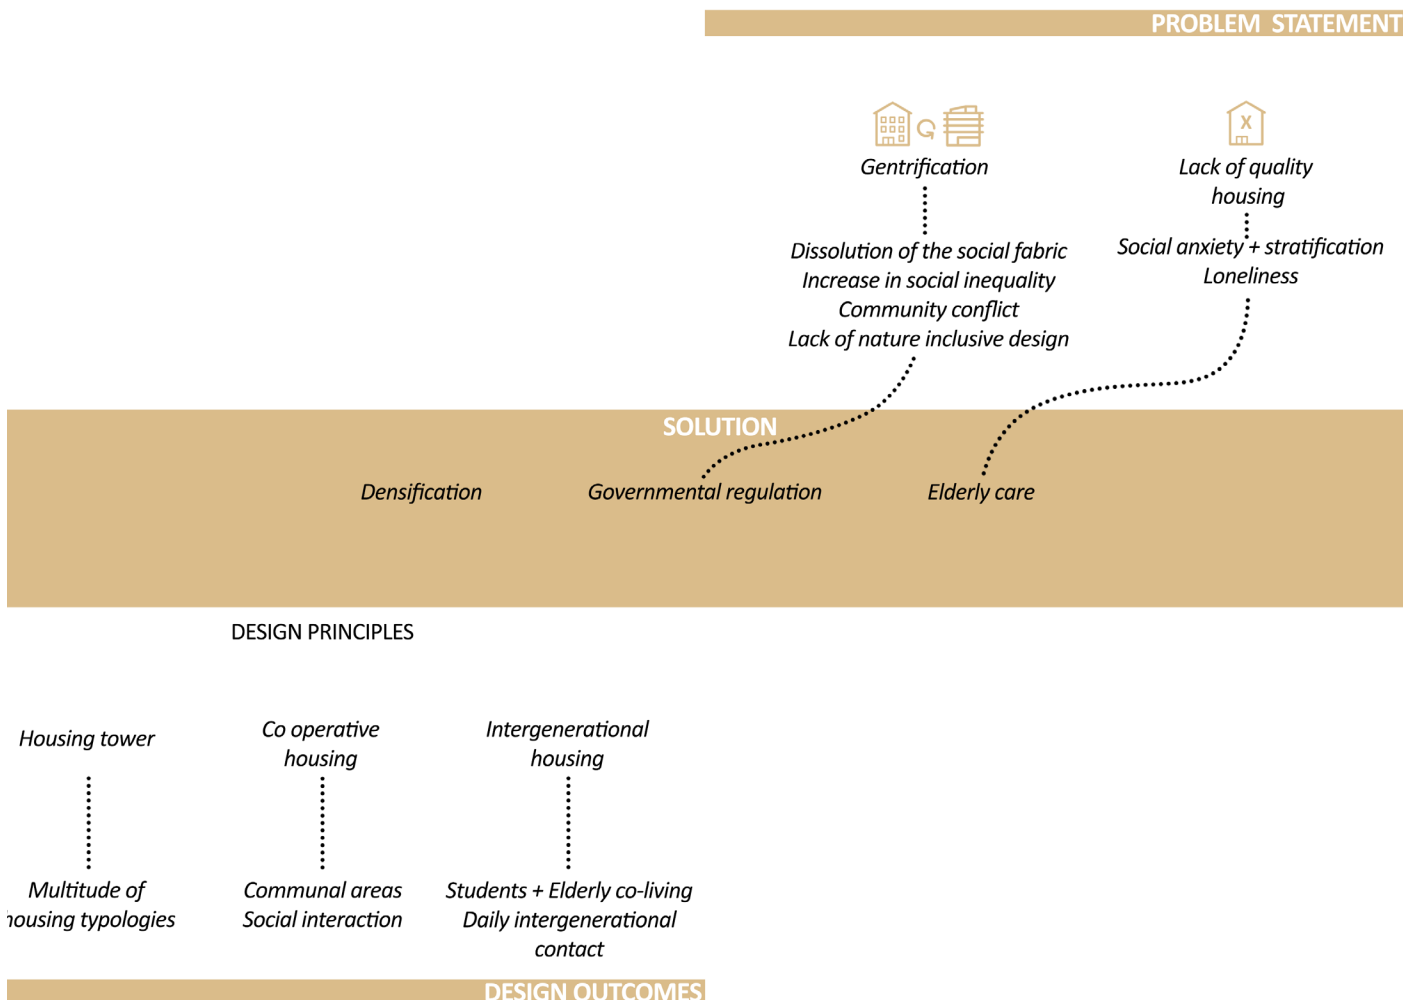 PROBLEM STATEMENT
X
Gentrification
Lack of quality
housing
Dissolution of the social fabric
Increase in social inequality
Community conflict
Lack of nature inclusive design
Social anxiety + stratification
Loneliness
SOLUTION
Densification
Governmental regulation
Elderly care
DESIGN PRINCIPLES
Housing tower
Co operative
housing
Intergenerational
housing
Multitude of
housing typologies
Communal areas
Social interaction
Students + Elderly co-living
Daily intergenerational
contact
DESIGN OUTCOMES